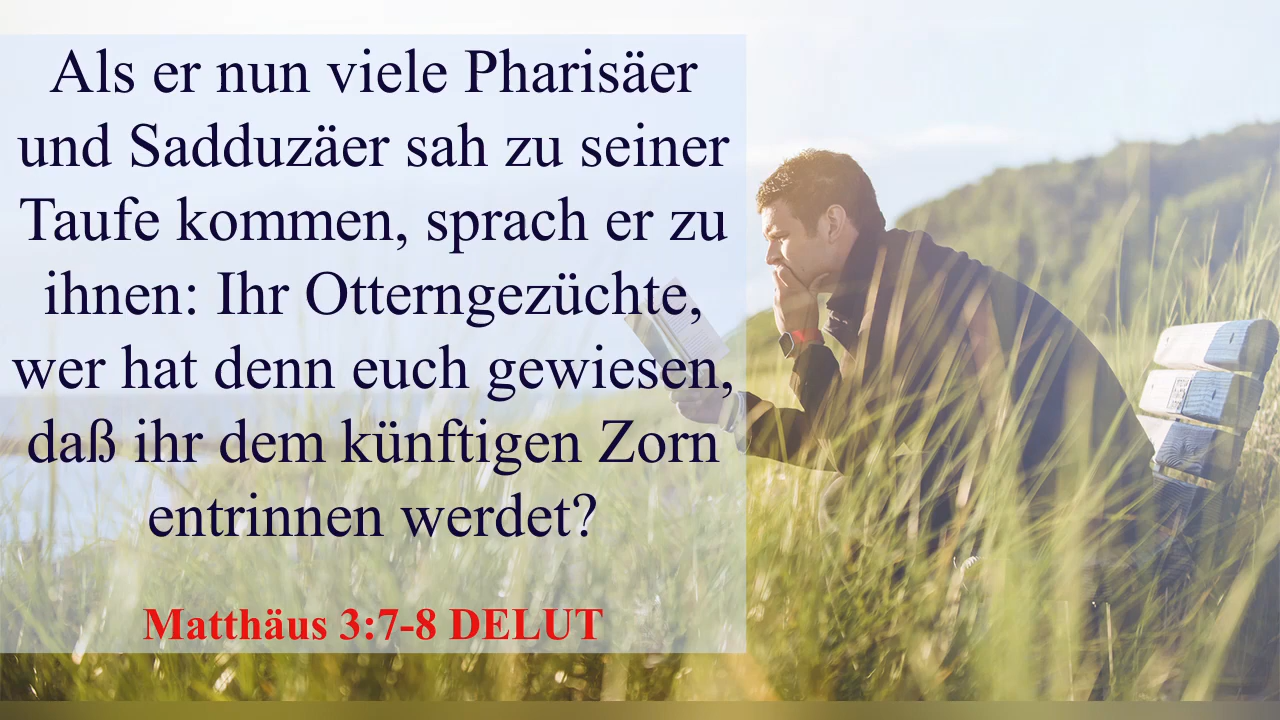 Als er nun viele Pharisäer
und Sadduzäer sah zu seiner
Taufe kommen, sprach er zu
ihnen: Ihr Otterngezüchte,
wer hat denn euch gewiesen,
daß ihr dem künftigen Zorn
entrinnen werdet?
Matthäus 3:7-8 DELUT